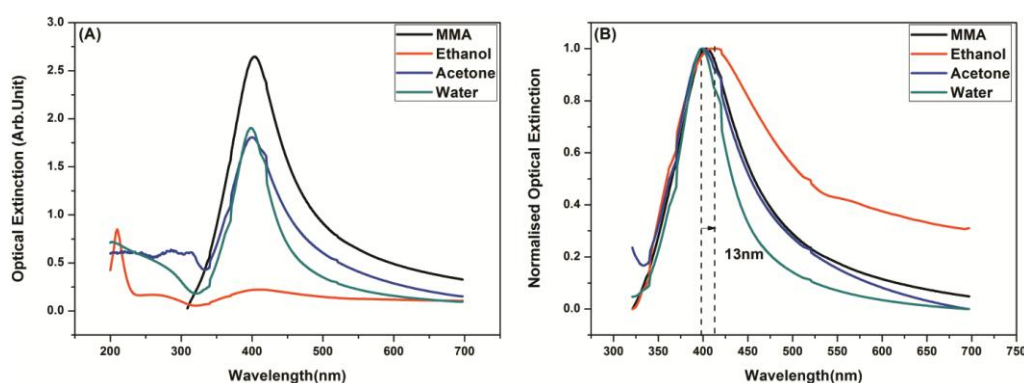 (A)
MMA
Ethanol
Acetone
Water
Optical Extinction (Arb.Unit)
3.0
2.5
2.0
1.5
1.0
0.5
0.0
200 300 400 500 600 700
Wavelength(nm)
(B)
MMA
Ethanol
Acetone
Water
Normalised Optical Extinction
1.0
0.8
0.6
0.4
0.2
0.0
13nm
300 350 400 450 500 550 600 650 700 750
Wavelength(nm)